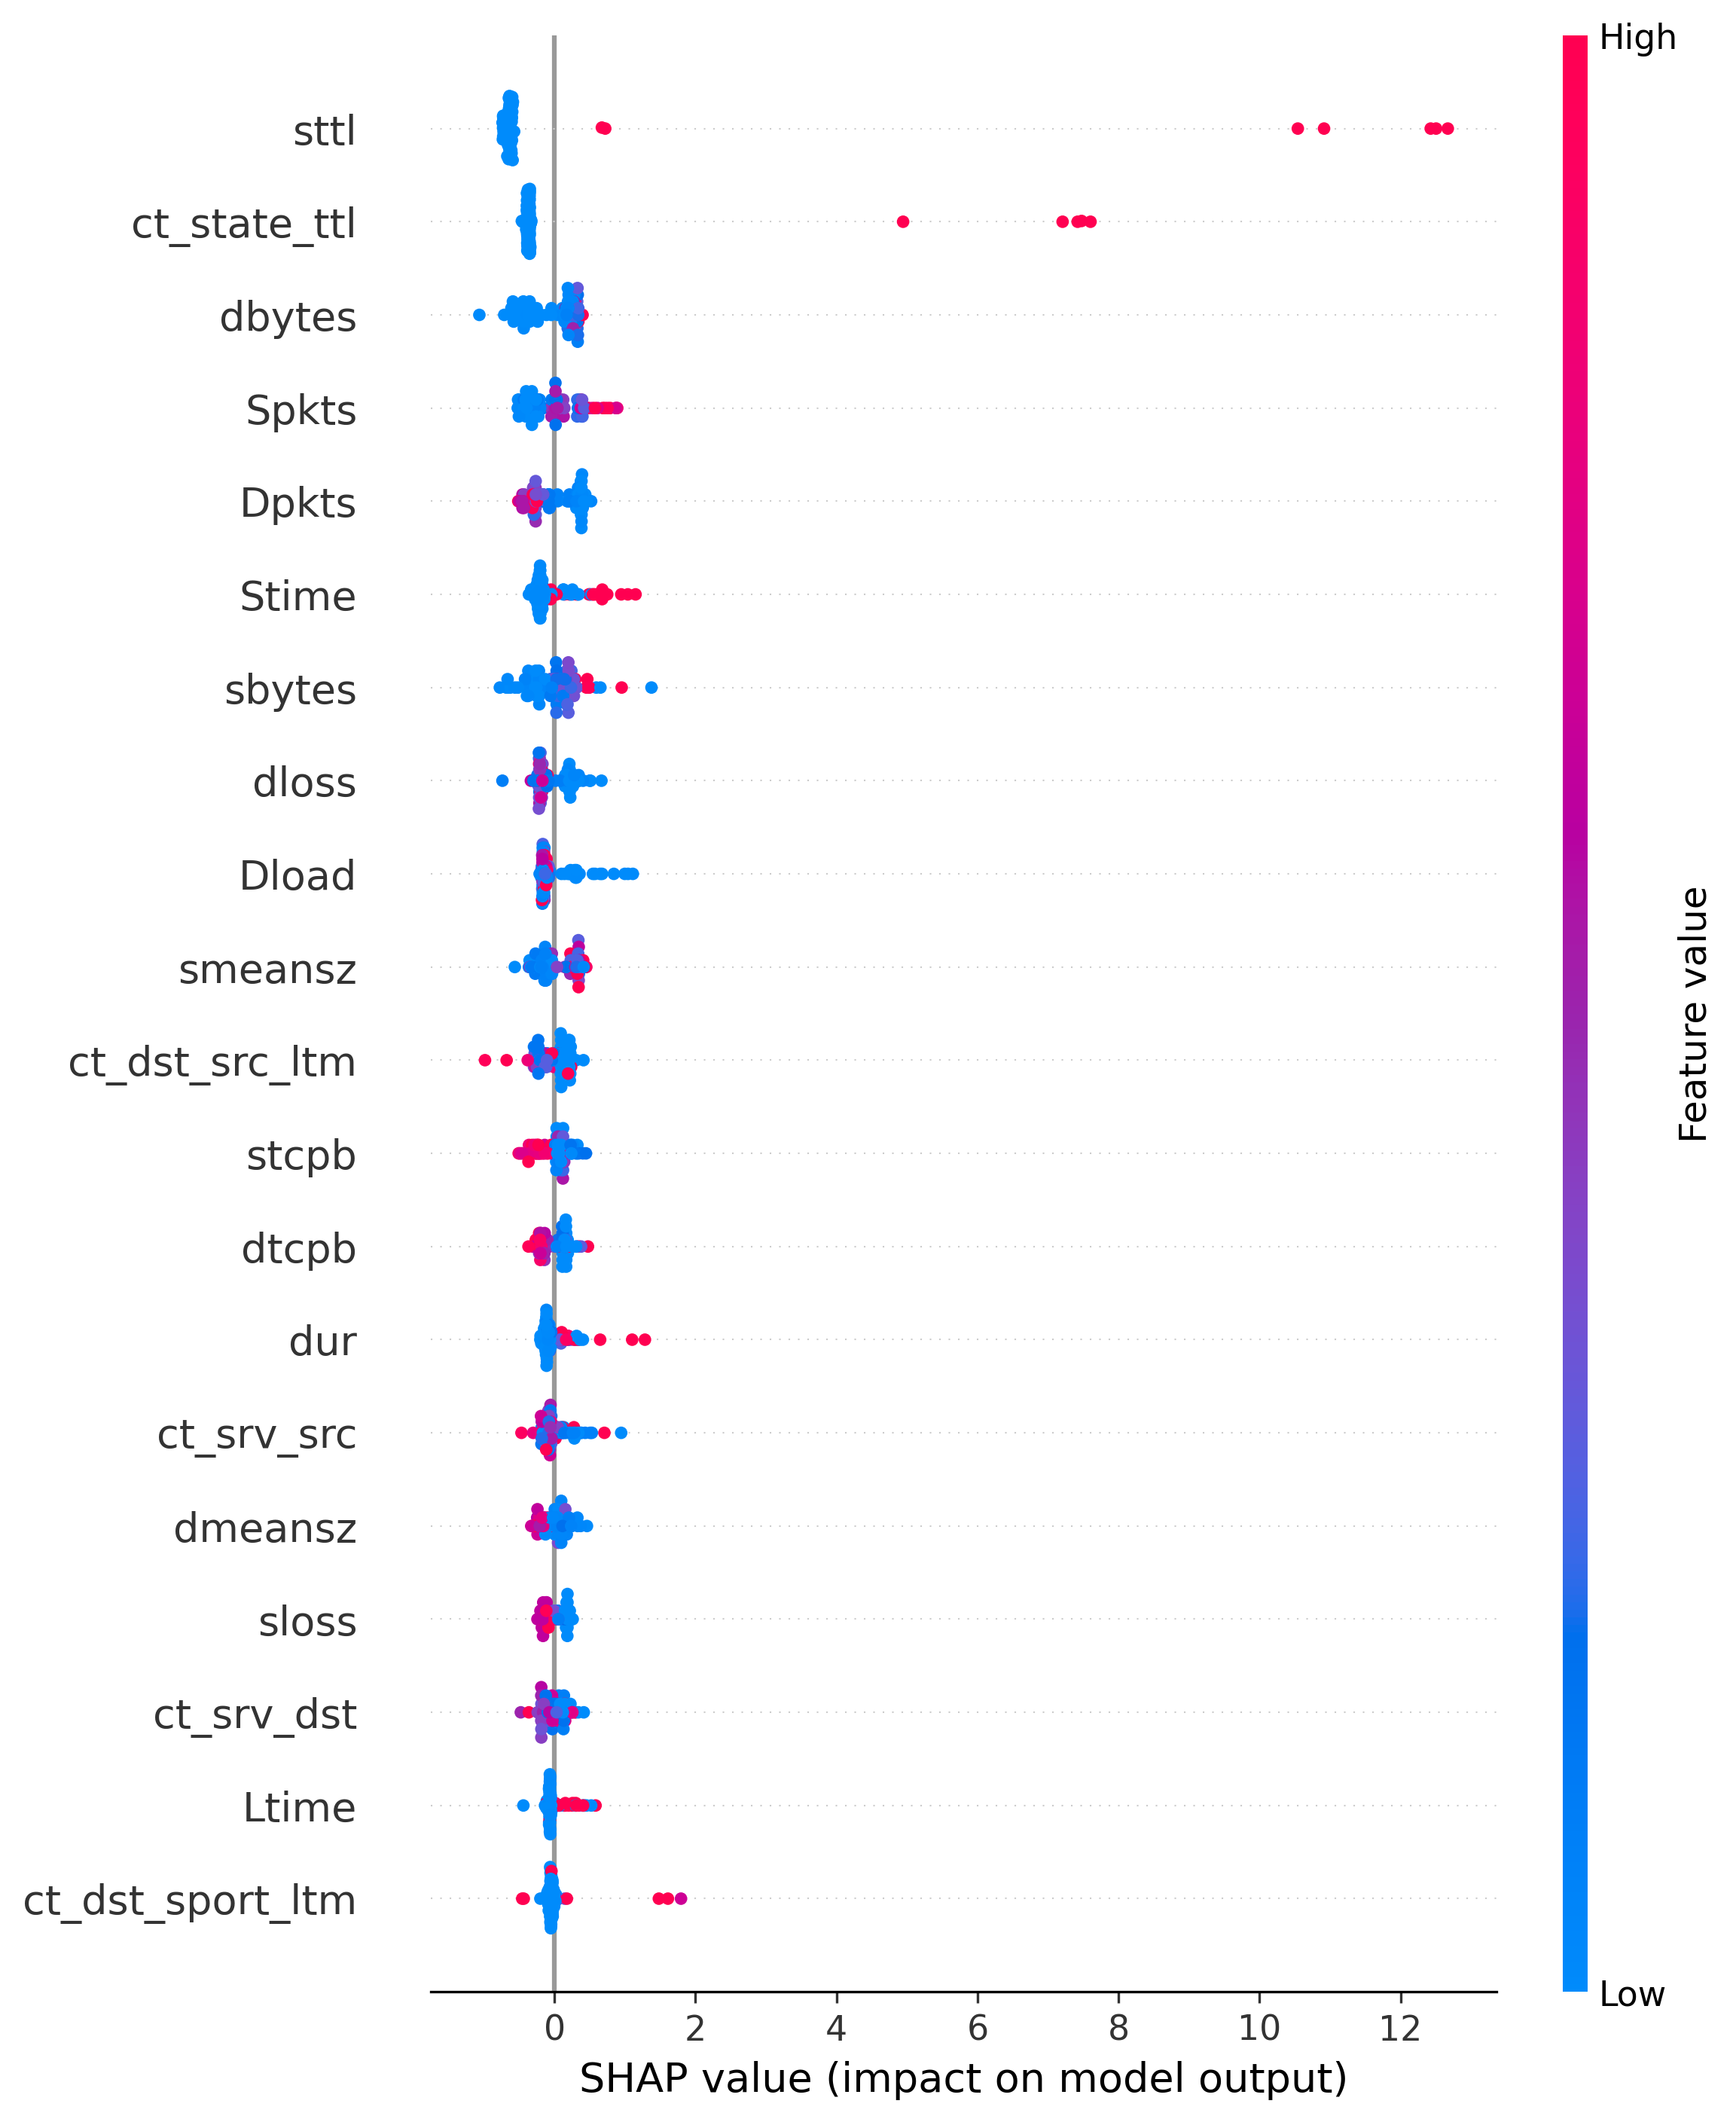 High
sttl
ct_state_ttl
dbytes
Spkts
Dpkts
Stime
sbytes
dloss
Dload
smeansz
ct_dst_src_ltm
stcpb
dtcpb
dur
ct_srv_src
dmeansz
sloss
ct_srv_dst
Ltime
ct_dst_sport_ltm
Feature value
Low
0 2 4 6 8 10 12
SHAP value (impact on model output)